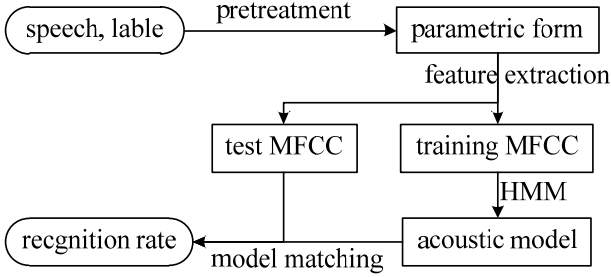 speech, lable
pretreatment
parametric form
feature extraction
test MFCC
training MFCC
HMM
recgnition rate
model matching
acoustic model